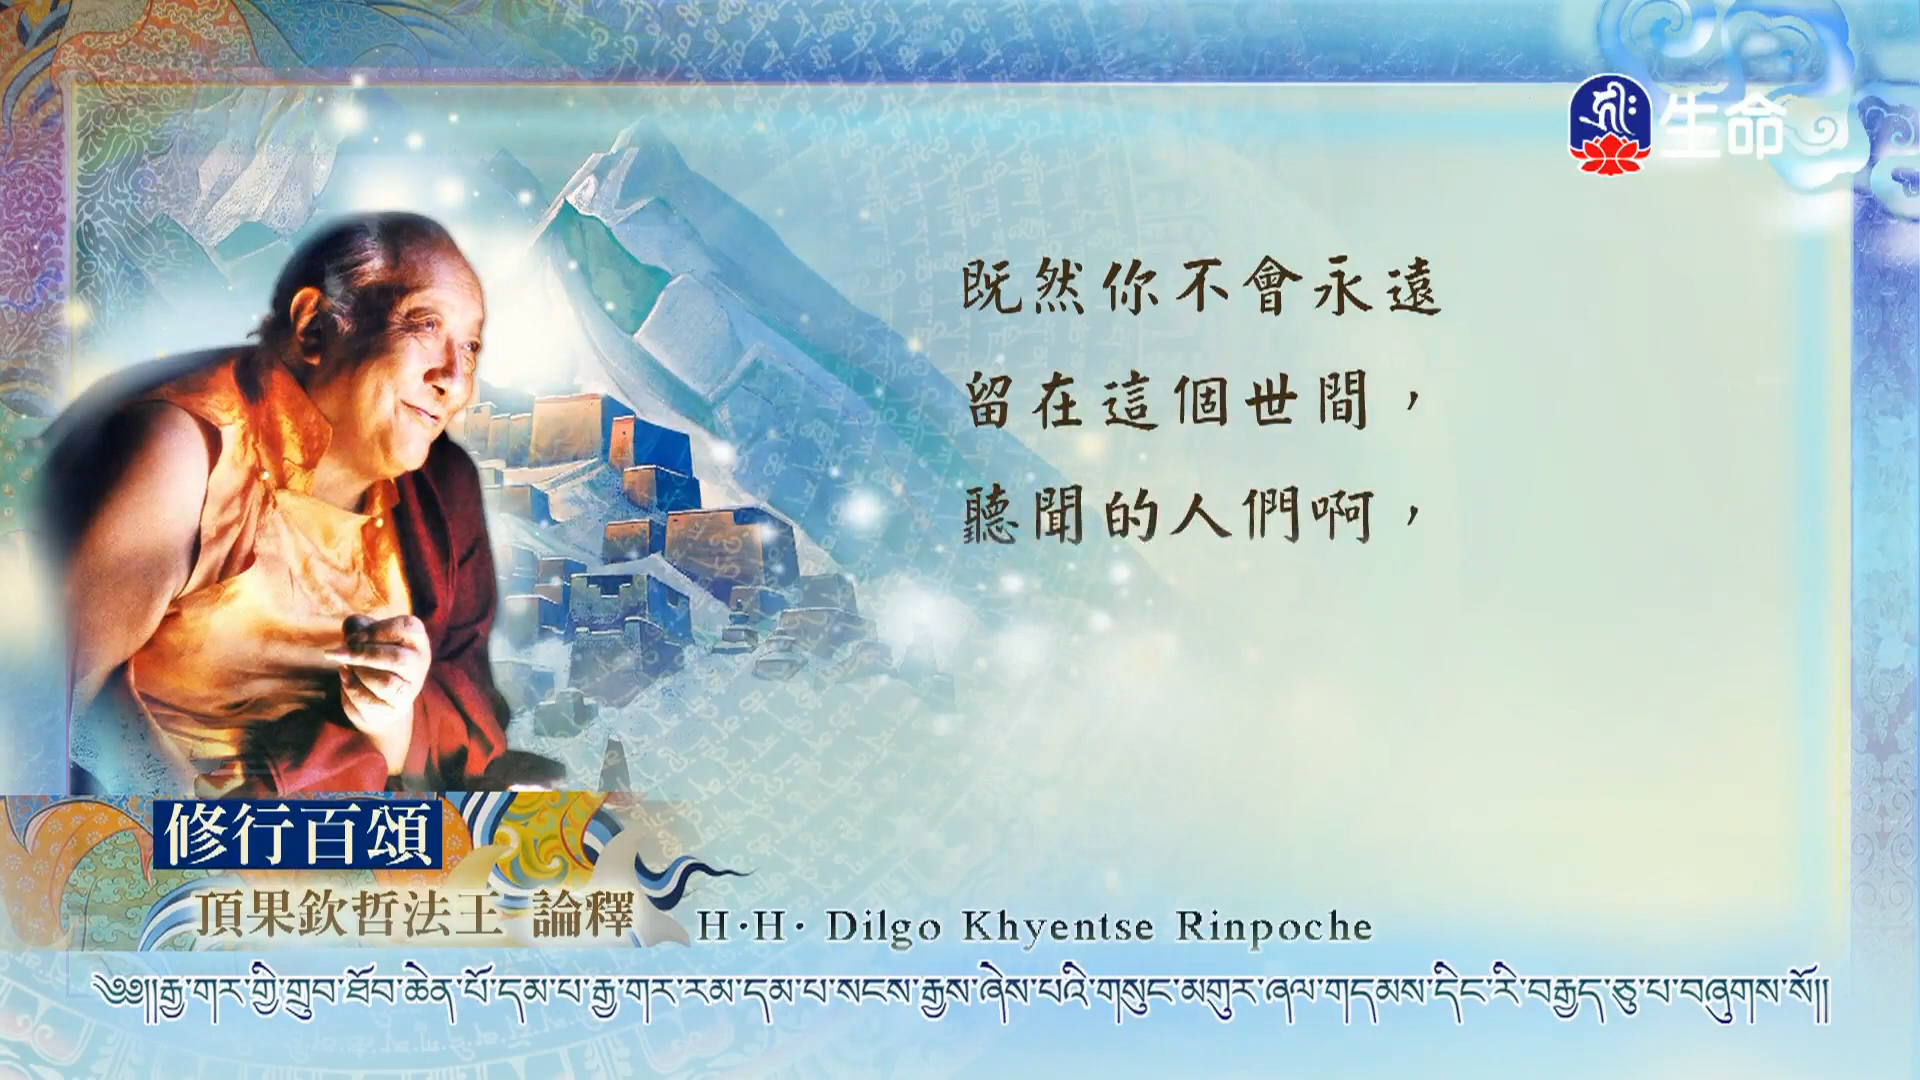 生命
既然你不會永遠
留在這個世間，
聽聞的人們啊，
修行百頌
頂果欽哲法王 論釋
H·H· Dilgo Khyentse Rinpoche
༄༅།།རྒྱ་གར་གྱི་གྲུབ་ཐོབ་ཆེན་པོ་དམ་པ་རྒྱ་གར་རམ་དམ་པ་སངས་རྒྱས་ཞེས་པའི་གསུང་མགུར་ཞལ་གདམས་དིང་རི་བརྒྱད་ཅུ་པ་བཞུགས་སོ།།